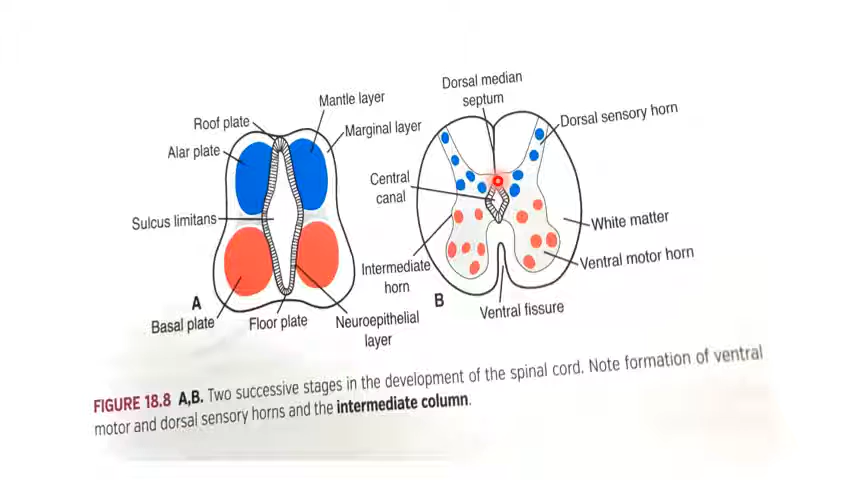 Dorsal median
septum
Mantle layer
Roof plate
Marginal layer
Dorsal sensory horn
Alar plate
Central
canal
Sulcus limitans
White matter
Intermediate
horn
Ventral motor horn
A
B
Basal plate
Floor plate
Neuroepithelial
layer
Ventral fissure
FIGURE 18.8 A,B. Two successive stages in the development of the spinal cord. Note formation of ventral
motor and dorsal sensory horns and the intermediate column.